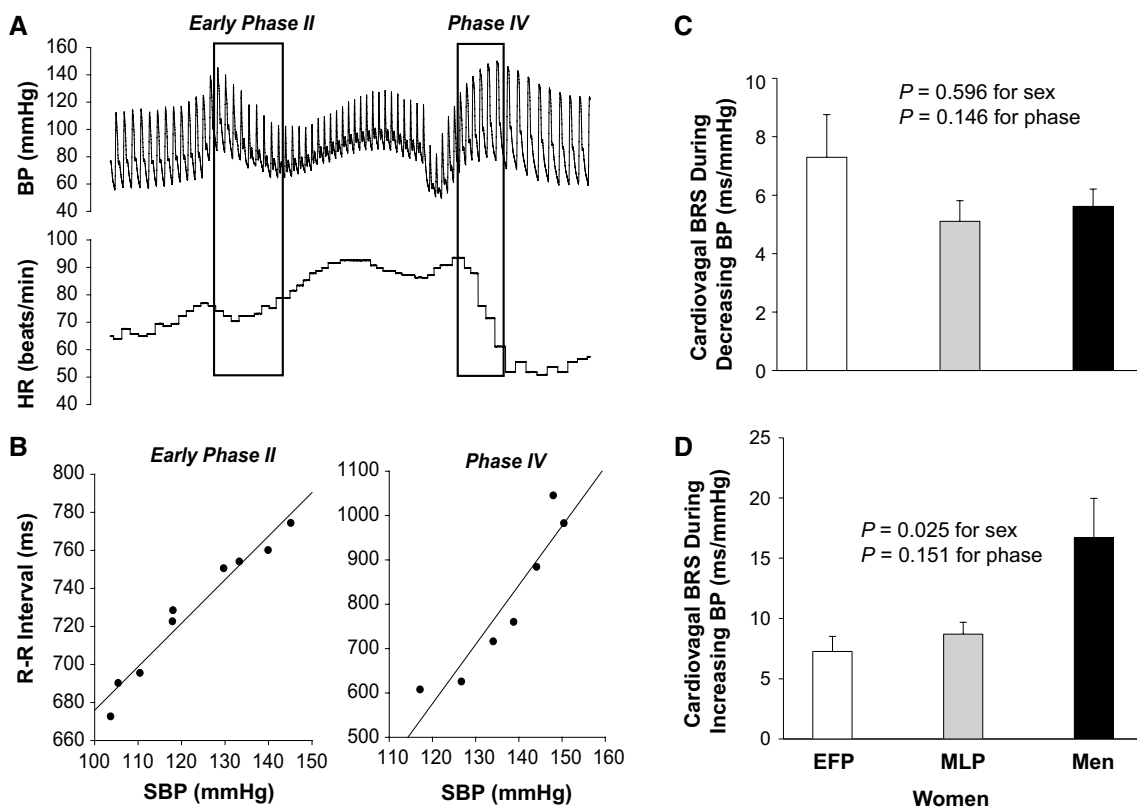 A
Early Phase II
Phase IV
BP (mmHg)
160
140
120
100
80
60
40
HR (beats/min)
100
90
80
70
60
50
40
B
Early Phase II
R-R Interval (ms)
800
780
760
740
720
700
680
660
100 110 120 130 140 150
SBP (mmHg)
Phase IV
1100
1000
900
800
700
600
500
110 120 130 140 150 160
SBP (mmHg)
C
Cardiovagal BRS During
Decreasing BP (ms/mmHg)
10
8
6
4
2
0
P = 0.596 for sex
P = 0.146 for phase
D
Cardiovagal BRS During
Increasing BP (ms/mmHg)
25
20
15
10
5
0
P = 0.025 for sex
P = 0.151 for phase
EFP MLP Men
Women